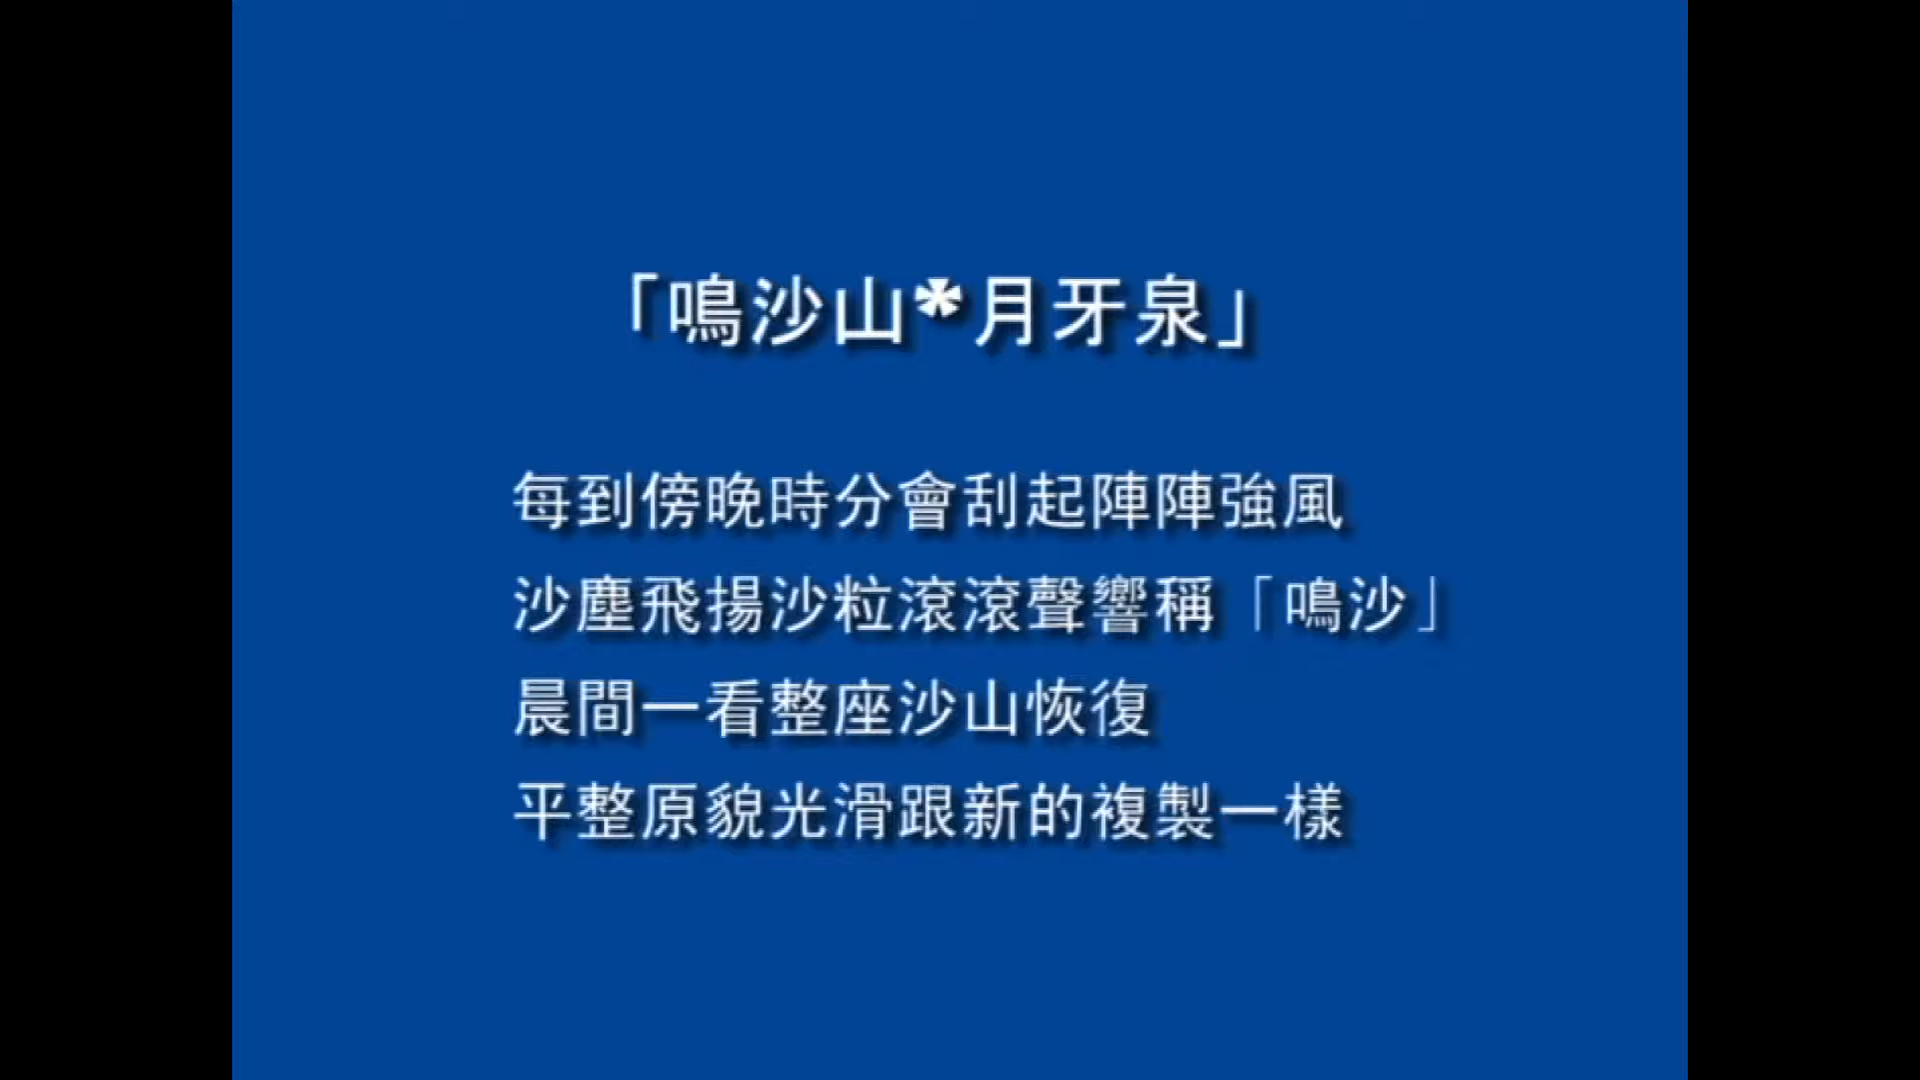 「鳴沙山*月牙泉」
每到傍晚時分會刮起陣陣強風
沙塵飛揚沙粒滾滾聲響稱「鳴沙」
晨間一看整座沙山恢復
平整原貌光滑跟新的複製一樣